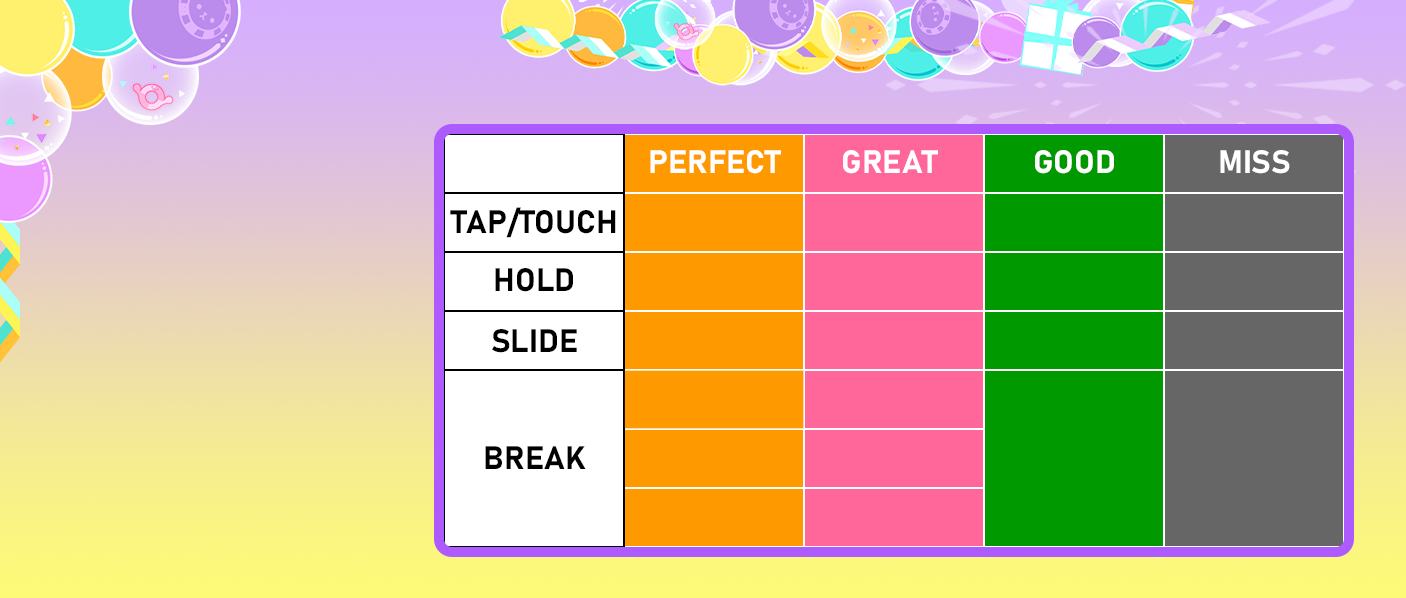 PERFECT GREAT GOOD MISS
TAP/TOUCH
HOLD
SLIDE
BREAK